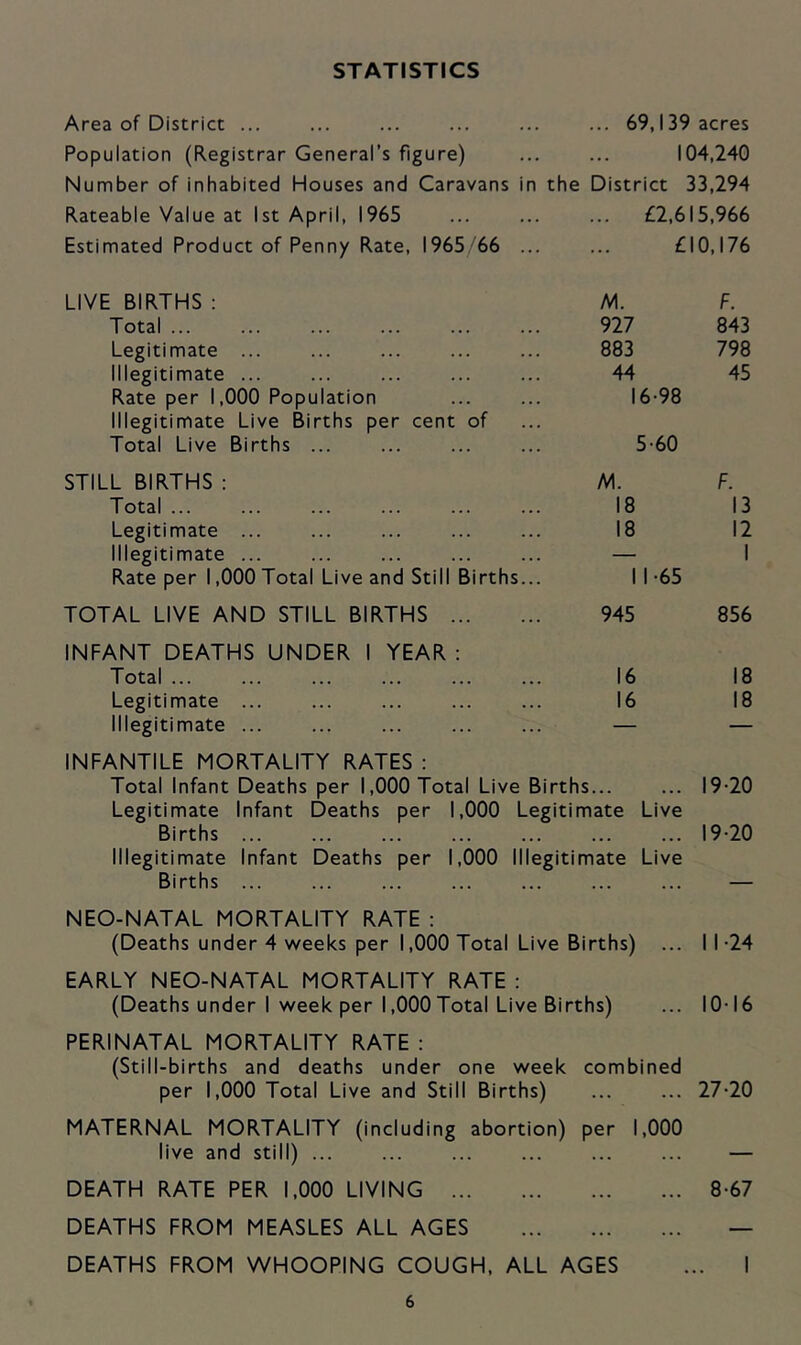 STATISTICS
Area of District ... ... ... ... ... ... 69,139 acres
Population (Registrar General's figure) ... ... 104,240
Number of inhabited Houses and Caravans in the District 33,294
Rateable Value at 1st April, 1965 ... ... ... £2,615,966
Estimated Product of Penny Rate, 1965/66 ... ... £10,176
LIVE BIRTHS : M. F.
Total ... ... ... ... ... ... 927 843
Legitimate ... ... ... ... ... 883 798
Illegitimate ... ... ... ... ... 44 45
Rate per 1,000 Population ... ... 16·98
Illegitimate Live Births per cent of ...
Total Live Births ... ... ... ... 5·60
STILL BIRTHS : M. F.
Total ... ... ... ... ... ... 18 13
Legitimate ... ... ... ... ... 18 12
Illegitimate ... ... ... ... ... — 1
Rate per 1,000 Total Live and Still Births... 11·65
TOTAL LIVE AND STILL BIRTHS ... ... 945 856
INFANT DEATHS UNDER 1 YEAR :
Total ... ... ... ... ... ... 16 18
Legitimate ... ... ... ... ... 16 18
Illegitimate ... ... ... ... ... — —
INFANTILE MORTALITY RATES :
Total Infant Deaths per 1,000 Total Live Births... ... 19·20
Legitimate Infant Deaths per 1,000 Legitimate Live
Births ... ... ... ... ... ... ... 19·20
Illegitimate Infant Deaths per 1,000 Illegitimate Live
Births ... ... ... ... ... ... ... —
NEO-NATAL MORTALITY RATE :
(Deaths under 4 weeks per 1,000 Total Live Births) ... 11·24
EARLY NEO-NATAL MORTALITY RATE :
(Deaths under 1 week per 1,000 Total Live Births) ... 10·16
PERINATAL MORTALITY RATE :
(Still-births and deaths under one week combined
per 1,000 Total Live and Still Births) ... ... 27·20
MATERNAL MORTALITY (including abortion) per 1,000
live and still) ... ... ... ... ... ... —
DEATH RATE PER 1,000 LIVING ... ... ... ... 8·67
DEATHS FROM MEASLES ALL AGES ... ... ... —
DEATHS FROM WHOOPING COUGH, ALL AGES ... 1
6